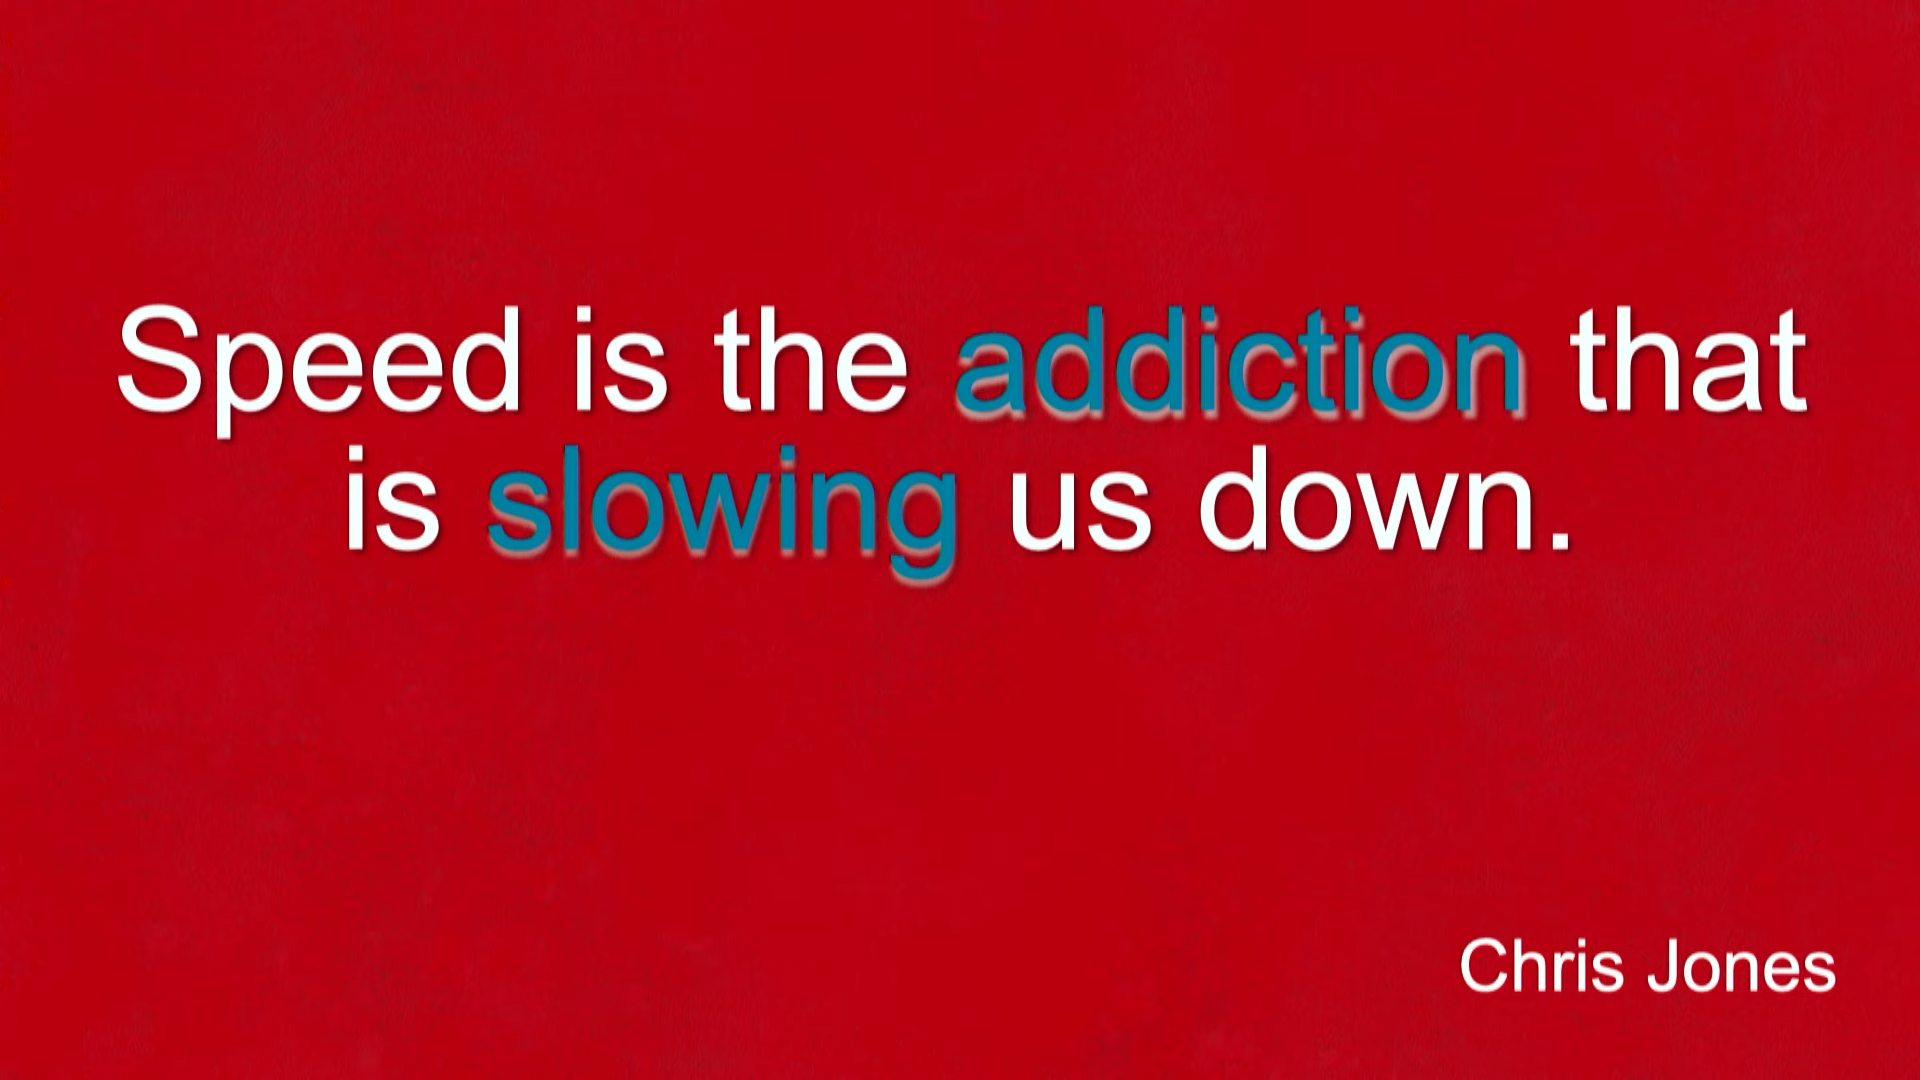 Speed is the addiction that
is slowing us down.
Chris Jones